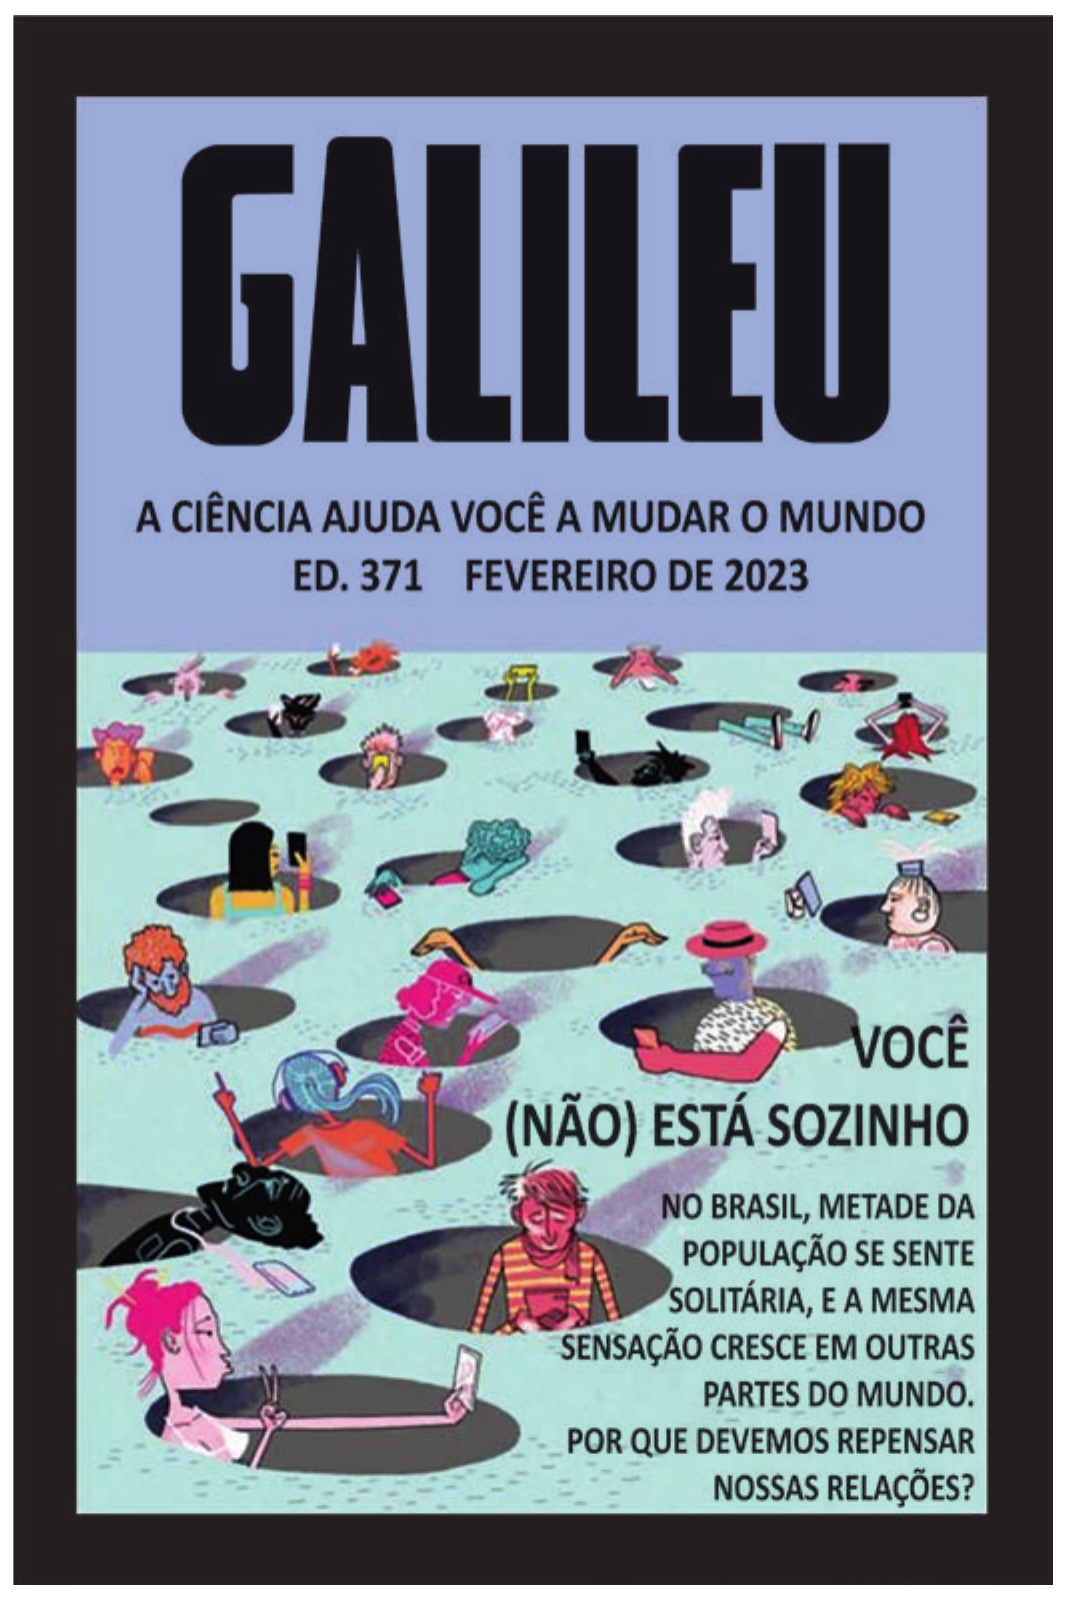 GALILEU
A CIÊNCIA AJUDA VOCÊ A MUDAR O MUNDO
ED. 371 FEVEREIRO DE 2023
VOCÊ
(NÃO) ESTÁ SOZINHO
NO BRASIL, METADE DA
POPULAÇÃO SE SENTE
SOLITÁRIA, E A MESMA
SENSAÇÃO CRESCE EM OUTRAS
PARTES DO MUNDO.
POR QUE DEVEMOS REPENSAR
NOSSAS RELAÇÕES?